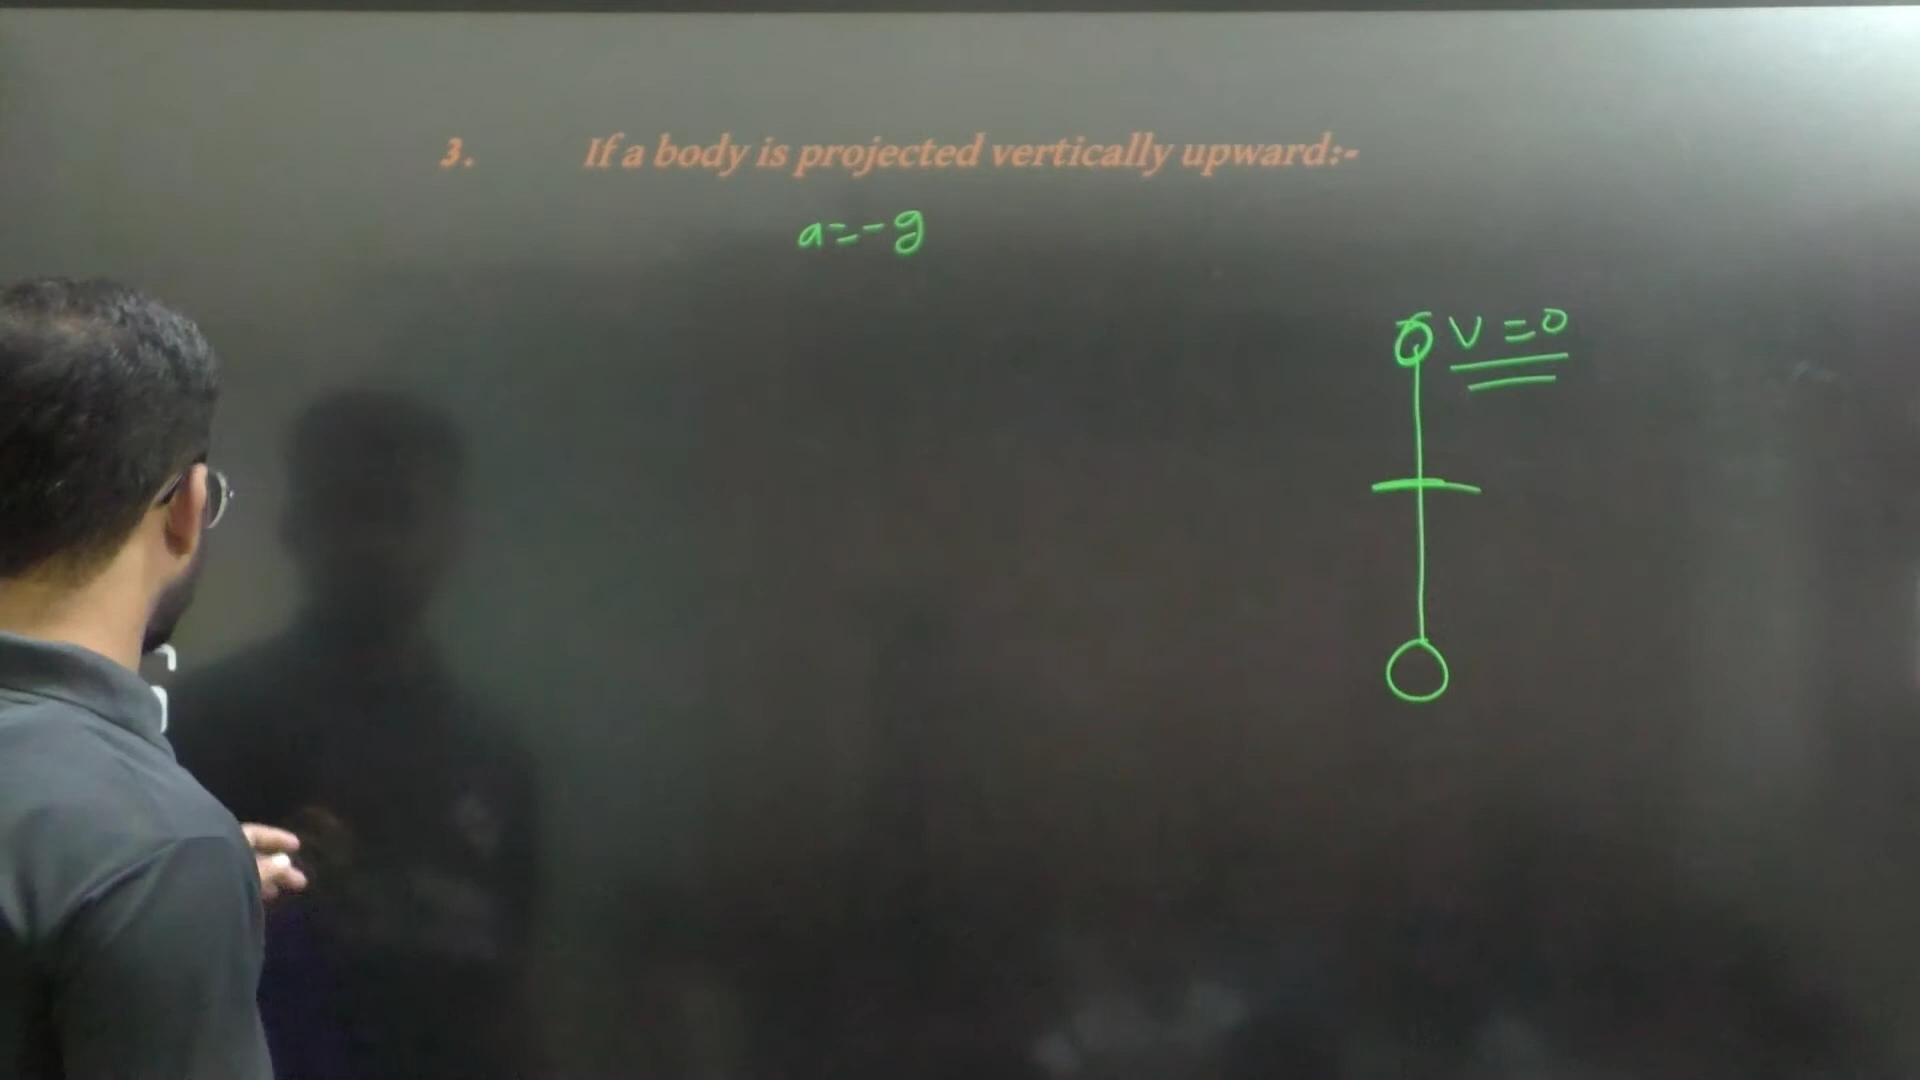 3. If a body is projected vertically upward:-
a=-g
v=0